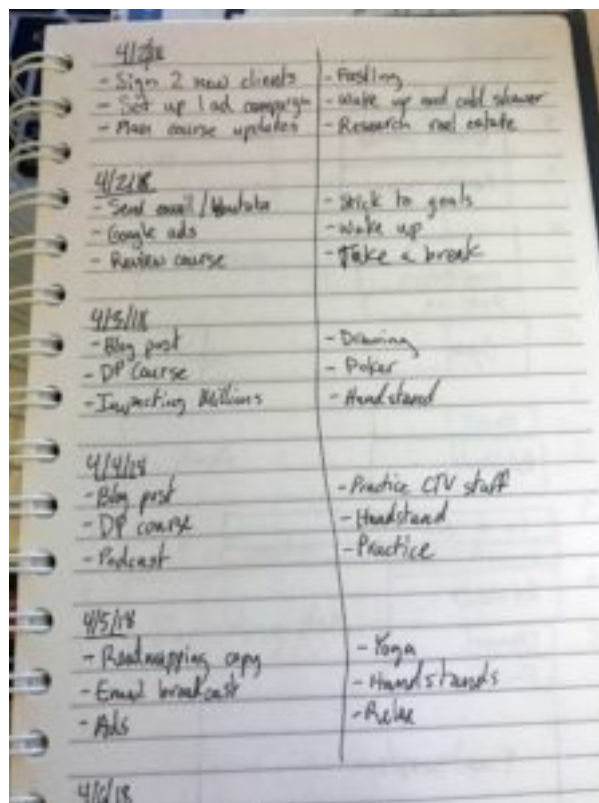 4/2/18
- Sign 2 new clients
- Set up 1 ad campaign
- Main course updates
- Fasting
- Wake up and cold shower
- Research real estate
4/2/18
- Send email / Youtube
- Google ads
- Review course
- Stick to goals
- Wake up
- Take a break
4/3/18
- Blog post
- DP Course
- Impacting Millions
- Drawing
- Poker
- Handstand
4/4/18
- Blog post
- DP course
- Podcast
- Practice CTV stuff
- Handstand
- Practice
4/5/18
- Roadmapping copy
- Email broadcast
- Ads
- Yoga
- Handstands
- Relax
4/6/18